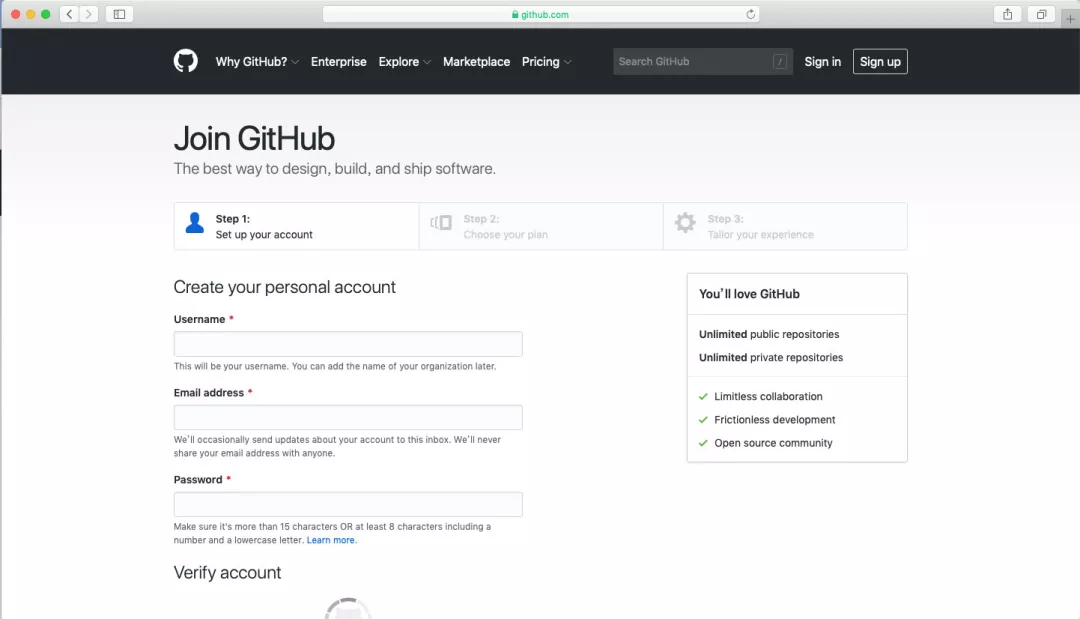 github.com
Why GitHub?
Enterprise
Explore
Marketplace
Pricing
Search GitHub
/
Sign in
Sign up
Join GitHub
The best way to design, build, and ship software.
Step 1:
Set up your account
Step 2:
Choose your plan
Step 3:
Tailor your experience
Create your personal account
Username *
This will be your username. You can add the name of your organization later.
Email address *
We'll occasionally send updates about your account to this inbox. We'll never
share your email address with anyone.
Password *
Make sure it's more than 15 characters OR at least 8 characters including a
number and a lowercase letter. Learn more.
Verify account
You'll love GitHub
Unlimited public repositories
Unlimited private repositories
Limitless collaboration
Frictionless development
Open source community